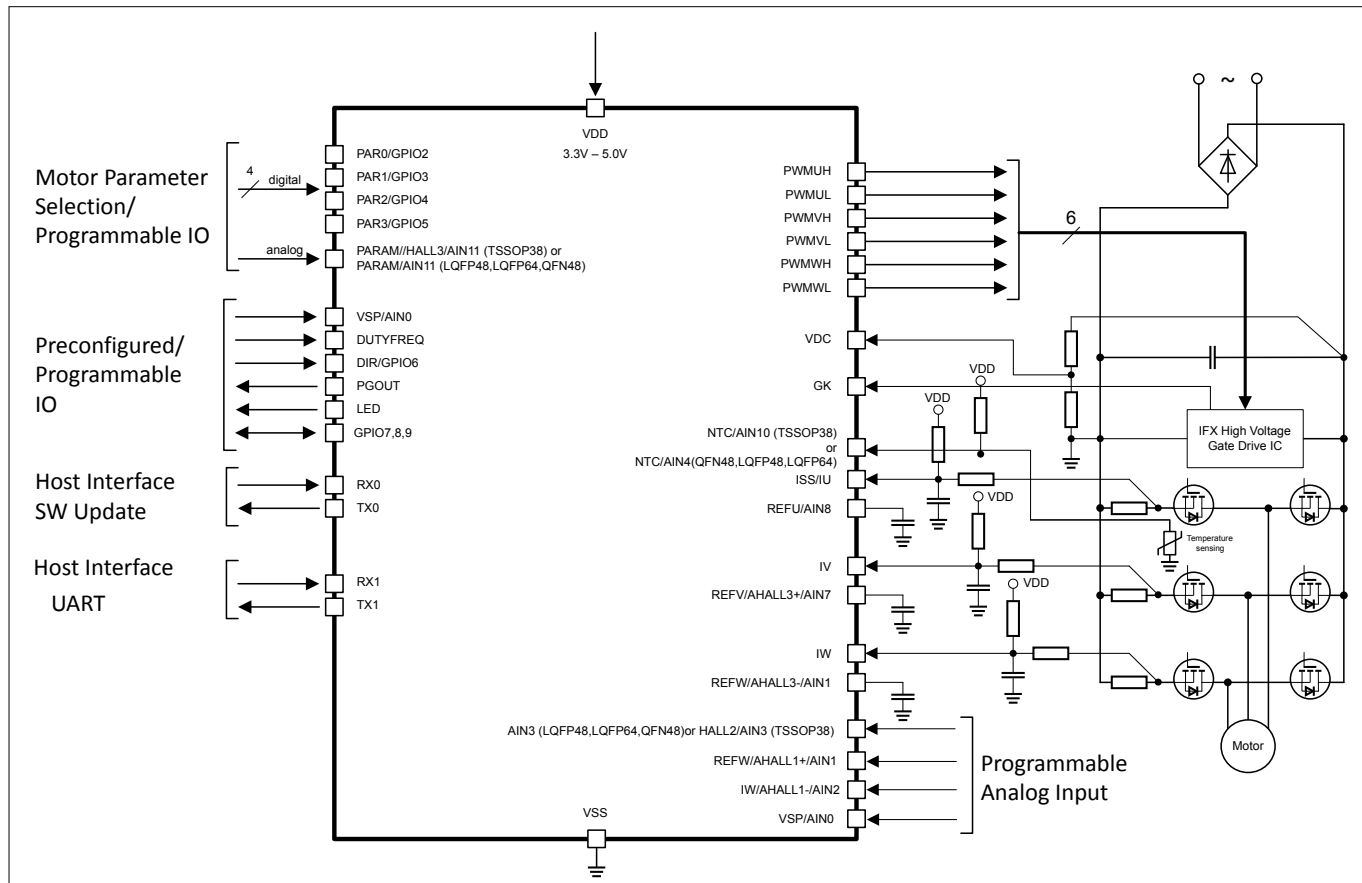 VDD
3.3V – 5.0V
Motor Parameter
Selection/
Programmable IO
4
digital
analog
PAR0/GPIO2
PAR1/GPIO3
PAR2/GPIO4
PAR3/GPIO5
PARAM//HALL3/AIN11 (TSSOP38) or
PARAM/AIN11 (LQFP48,LQFP64,QFN48)
Preconfigured/
Programmable
IO
VSP/AIN0
DUTYFREQ
DIR/GPIO6
PGOUT
LED
GPIO7,8,9
Host Interface
SW Update
RX0
TX0
Host Interface
UART
RX1
TX1
VSS
PWMUH
PWMUL
PWMVH
PWMVL
PWMWH
PWMWL
VDC
GK
NTC/AIN10 (TSSOP38)
or
NTC/AIN4(QFN48,LQFP48,LQFP64)
ISS/IU
REFU/AIN8
IV
REFV/AHALL3+/AIN7
IW
REFW/AHALL3-/AIN1
AIN3 (LQFP48,LQFP64,QFN48)or HALL2/AIN3 (TSSOP38)
REFW/AHALL1+/AIN1
IW/AHALL1-/AIN2
VSP/AIN0
Programmable
Analog Input
6
~
VDD
VDD
VDD
VDD
IFX High Voltage
Gate Drive IC
Temperature
sensing
Motor